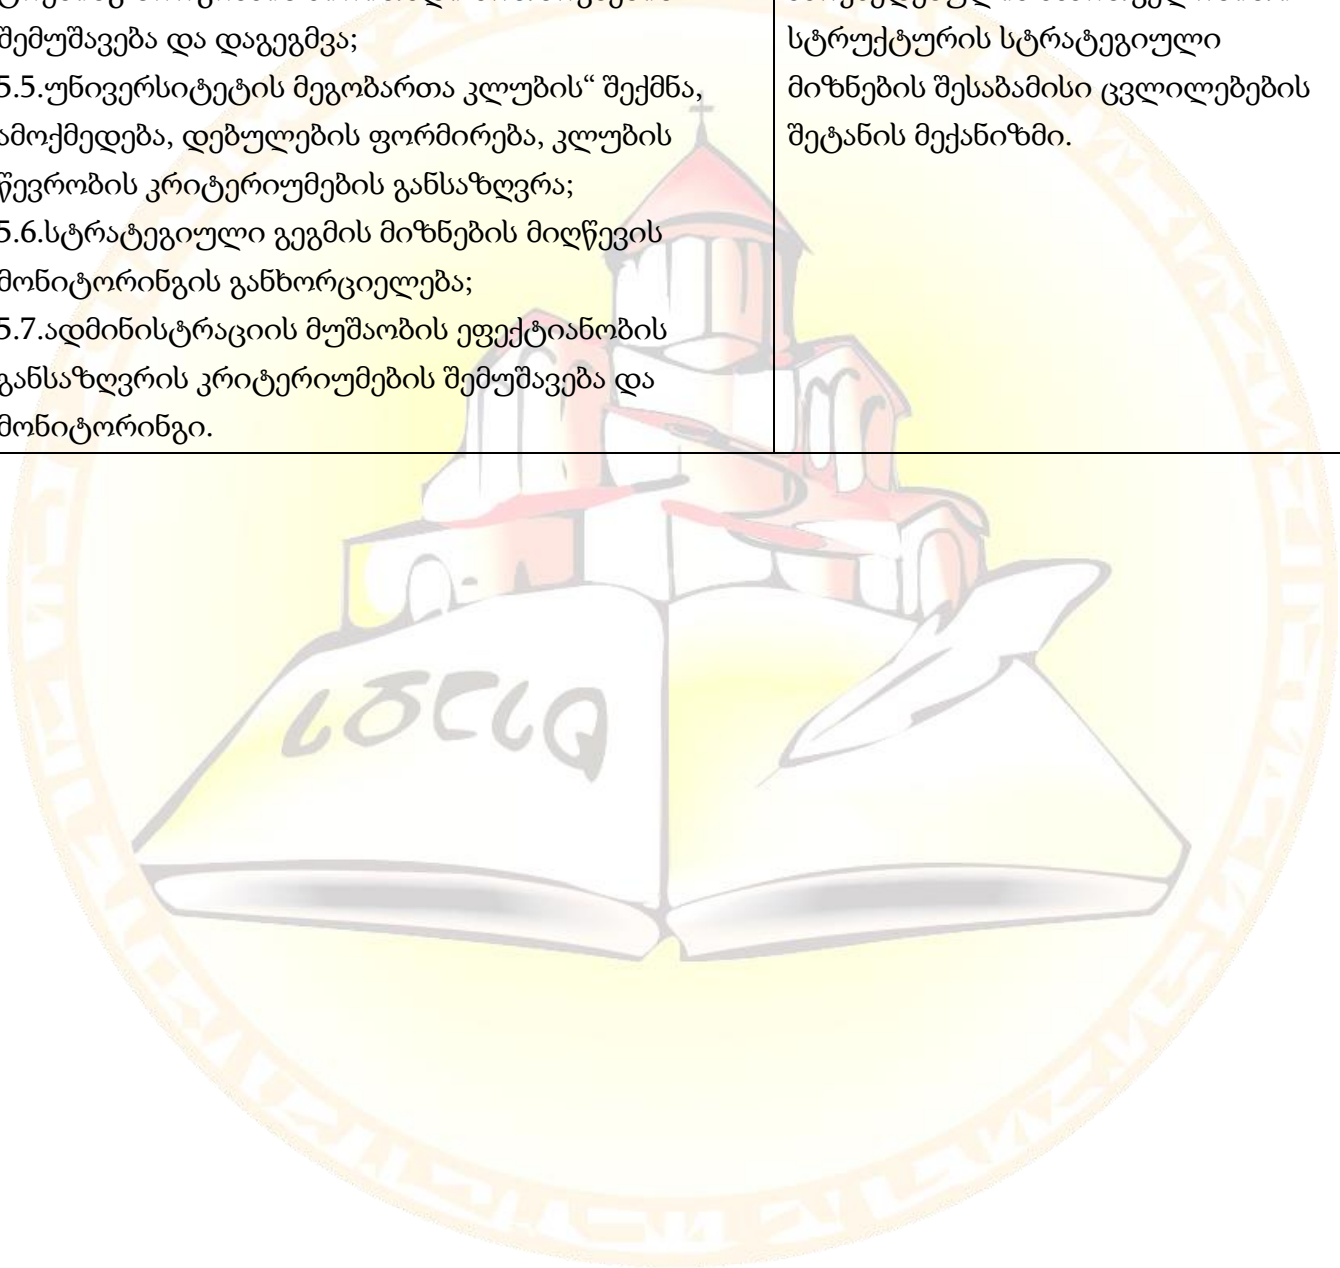 შემუშავება და დაგეგმვა;
5.5.უნივერსიტეტის მეგობართა კლუბის“ შექმნა,
ამოქმედება, დებულების ფორმირება, კლუბის
წევრობის კრიტერიუმების განსაზღვრა;
5.6.სტრატეგიული გეგმის მიზნების მიღწევის
მონიტორინგის განხორციელება;
5.7.ადმინისტრაციის მუშაობის ეფექტიანობის
განსაზღვრის კრიტერიუმების შემუშავება და
მონიტორინგი.
სტრუქტურის სტრატეგიული
მიზნების შესაბამისი ცვლილებების
შეტანის მექანიზმი.